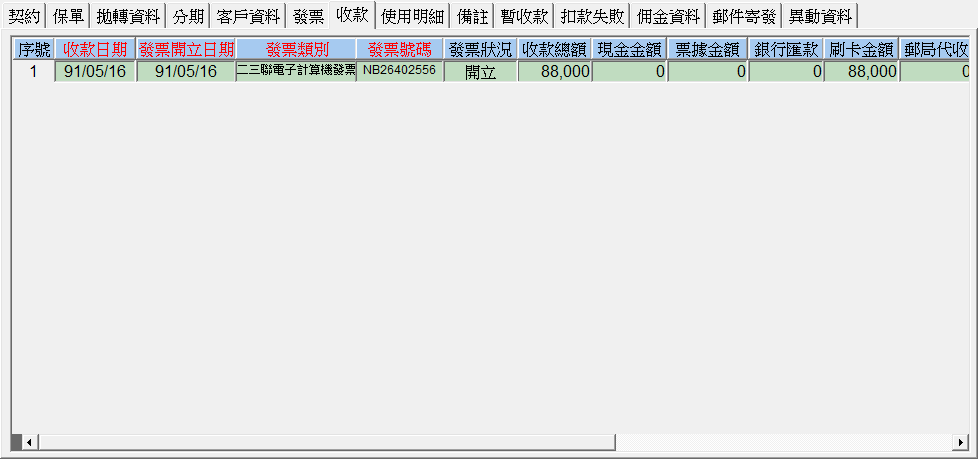 契約 保單 拋轉資料 分期 客戶資料 發票 收款 使用明細 備註 暫收款 扣款失敗 佣金資料 郵件寄發 異動資料
序號 收款日期 發票開立日期 發票類別 發票號碼 發票狀況 收款總額 現金金額 票據金額 銀行匯款 刷卡金額 郵局代收
1 91/05/16 91/05/16 二三聯電子計算機發票 NB26402556 開立 88,000 0 0 0 88,000 0